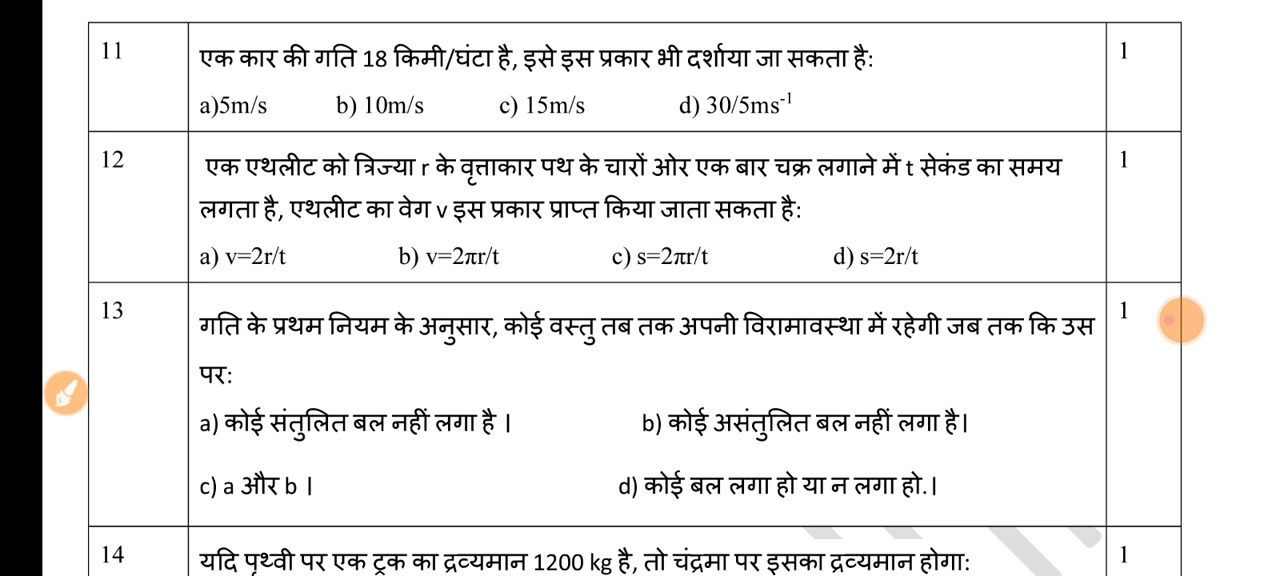 11 एक कार की गति 18 किमी/घंटा है, इसे इस प्रकार भी दर्शाया जा सकता है: 1
a)5m/s b) 10m/s c) 15m/s d) 30/5ms⁻¹
12 एक एथलीट को त्रिज्या r के वृत्ताकार पथ के चारों ओर एक बार चक्र लगाने में t सेकंड का समय 1
लगता है, एथलीट का वेग v इस प्रकार प्राप्त किया जाता सकता है:
a) v=2r/t b) v=2πr/t c) s=2πr/t d) s=2r/t
13 गति के प्रथम नियम के अनुसार, कोई वस्तु तब तक अपनी विरामावस्था में रहेगी जब तक कि उस 1
पर:
a) कोई संतुलित बल नहीं लगा है । b) कोई असंतुलित बल नहीं लगा है।
c) a और b । d) कोई बल लगा हो या न लगा हो.।
14 यदि पृथ्वी पर एक ट्रक का द्रव्यमान 1200 kg है, तो चंद्रमा पर इसका द्रव्यमान होगा: 1